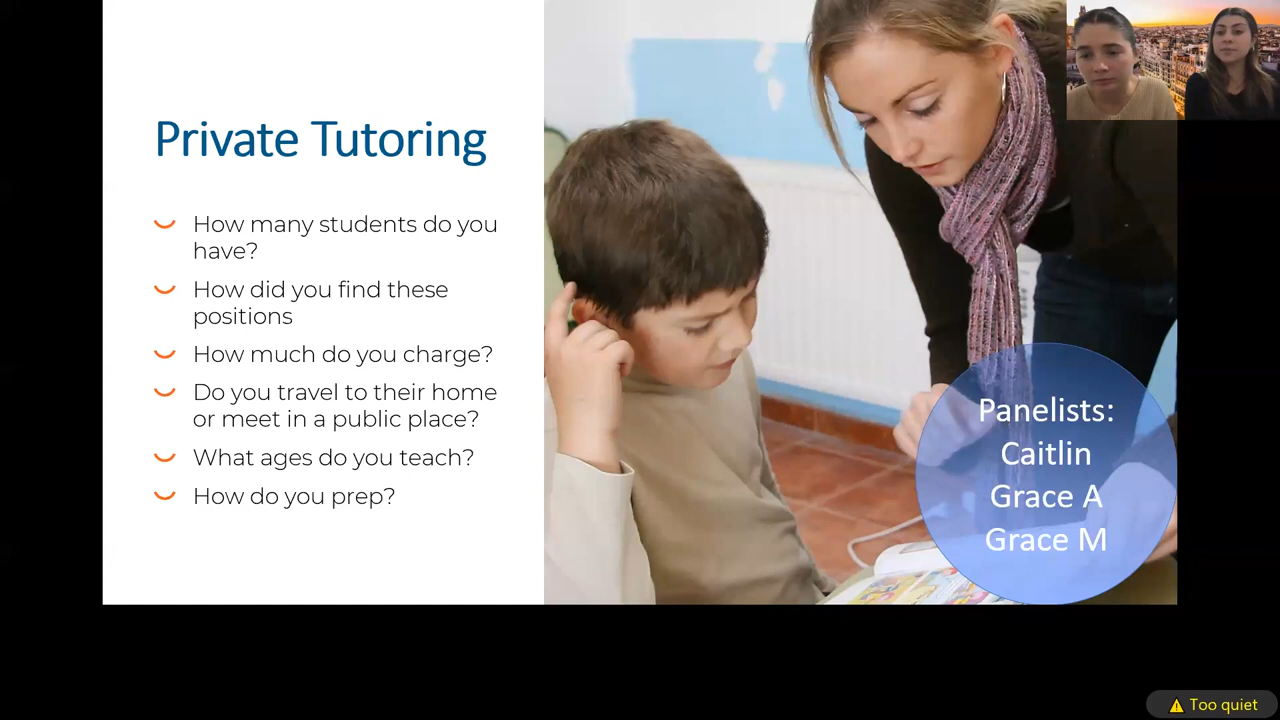 Private Tutoring
How many students do you
have?
How did you find these
positions
How much do you charge?
Do you travel to their home
or meet in a public place?
What ages do you teach?
How do you prep?
Panelists:
Caitlin
Grace A
Grace M
Too quiet